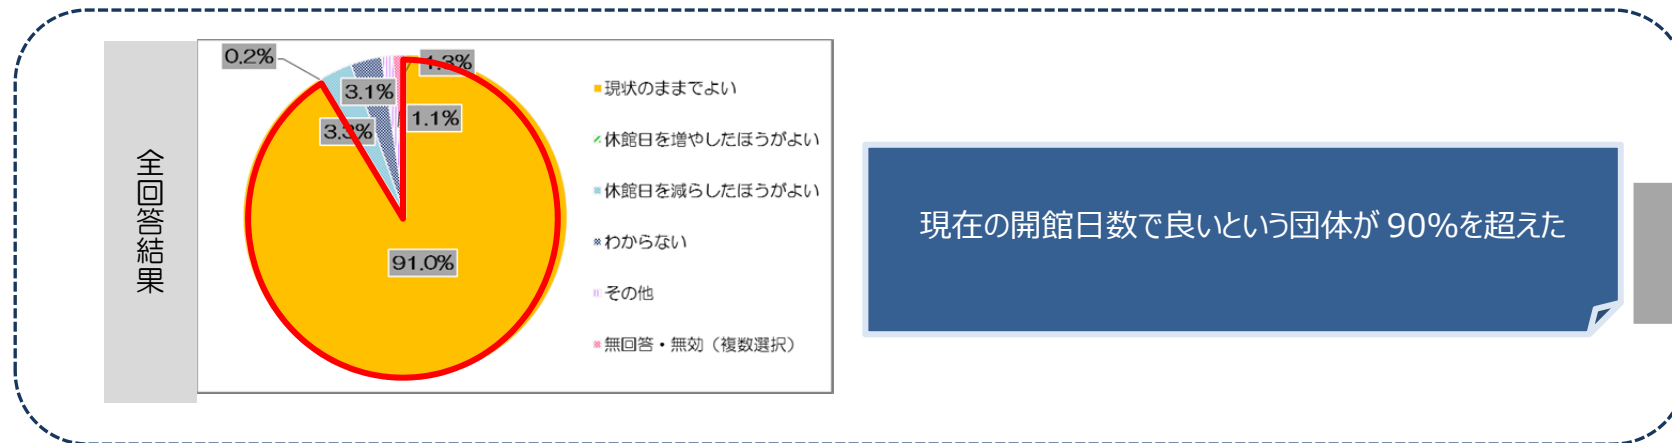 全回答結果
0.2%
1.3%
3.1%
1.1%
3.3%
91.0%
現状のままでよい
休館日を増やしたほうがよい
休館日を減らしたほうがよい
わからない
その他
無回答・無効（複数選択）
現在の開館日数で良いという団体が 90%を超えた